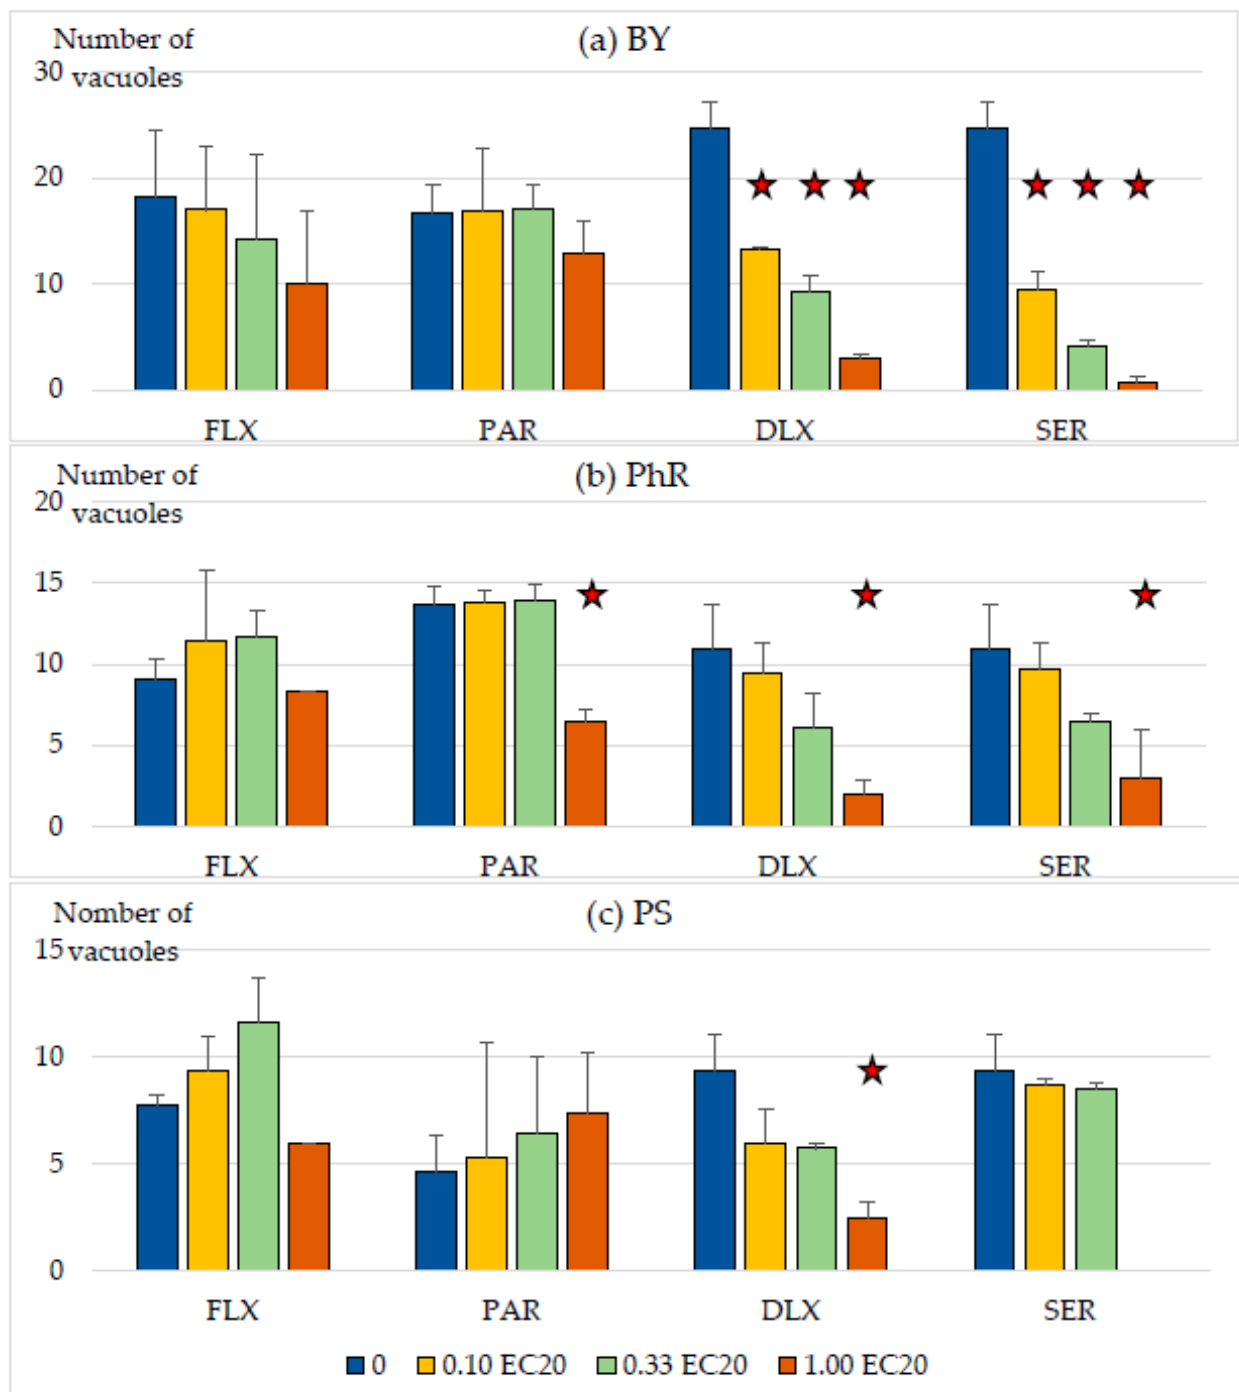 Number of
vacuoles
(a) BY
30
20
10
0
FLX PAR DLX SER
Number of
vacuoles
(b) PhR
20
15
10
5
0
FLX PAR DLX SER
Nomber of
vacuoles
(c) PS
15
10
5
0
FLX PAR DLX SER
0 0.10 EC20 0.33 EC20 1.00 EC20